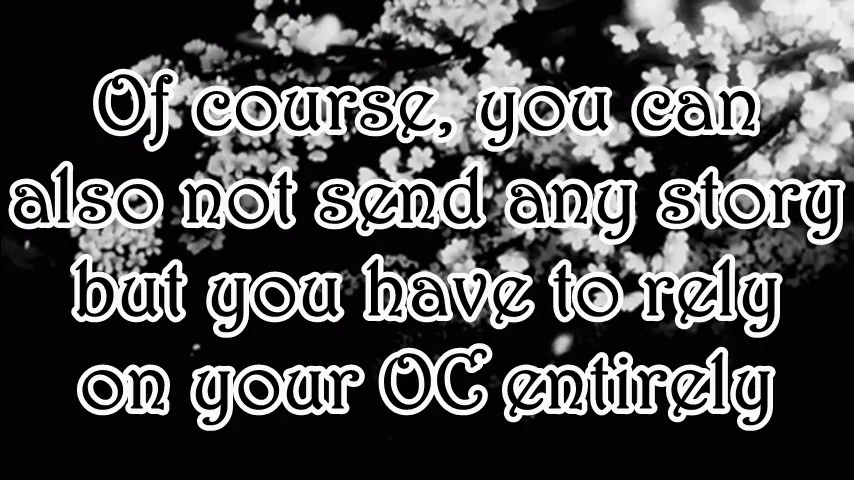 Of course, you can
also not send any story
but you have to rely
on your OC entirely